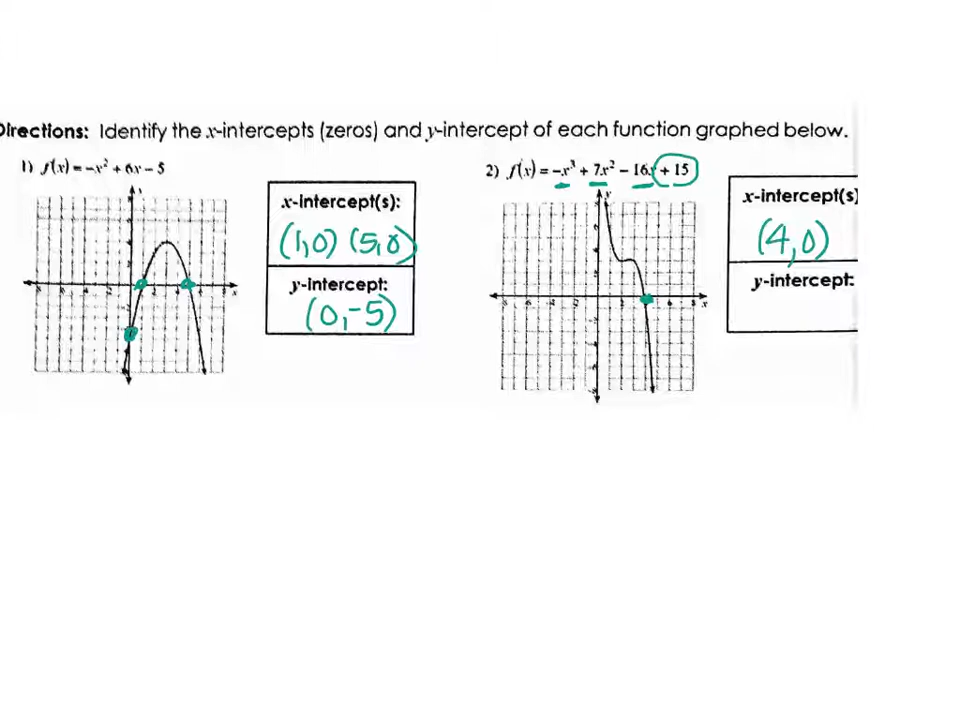 Directions: Identify the x-intercepts (zeros) and y-intercept of each function graphed below.
1) f(x) = -x² + 6x - 5
x-intercept(s):
(1,0) (5,0)
y-intercept:
(0,-5)
2) f(x) = -x³ + 7x² - 16x + 15
x-intercept(s)
(4,0)
y-intercept: